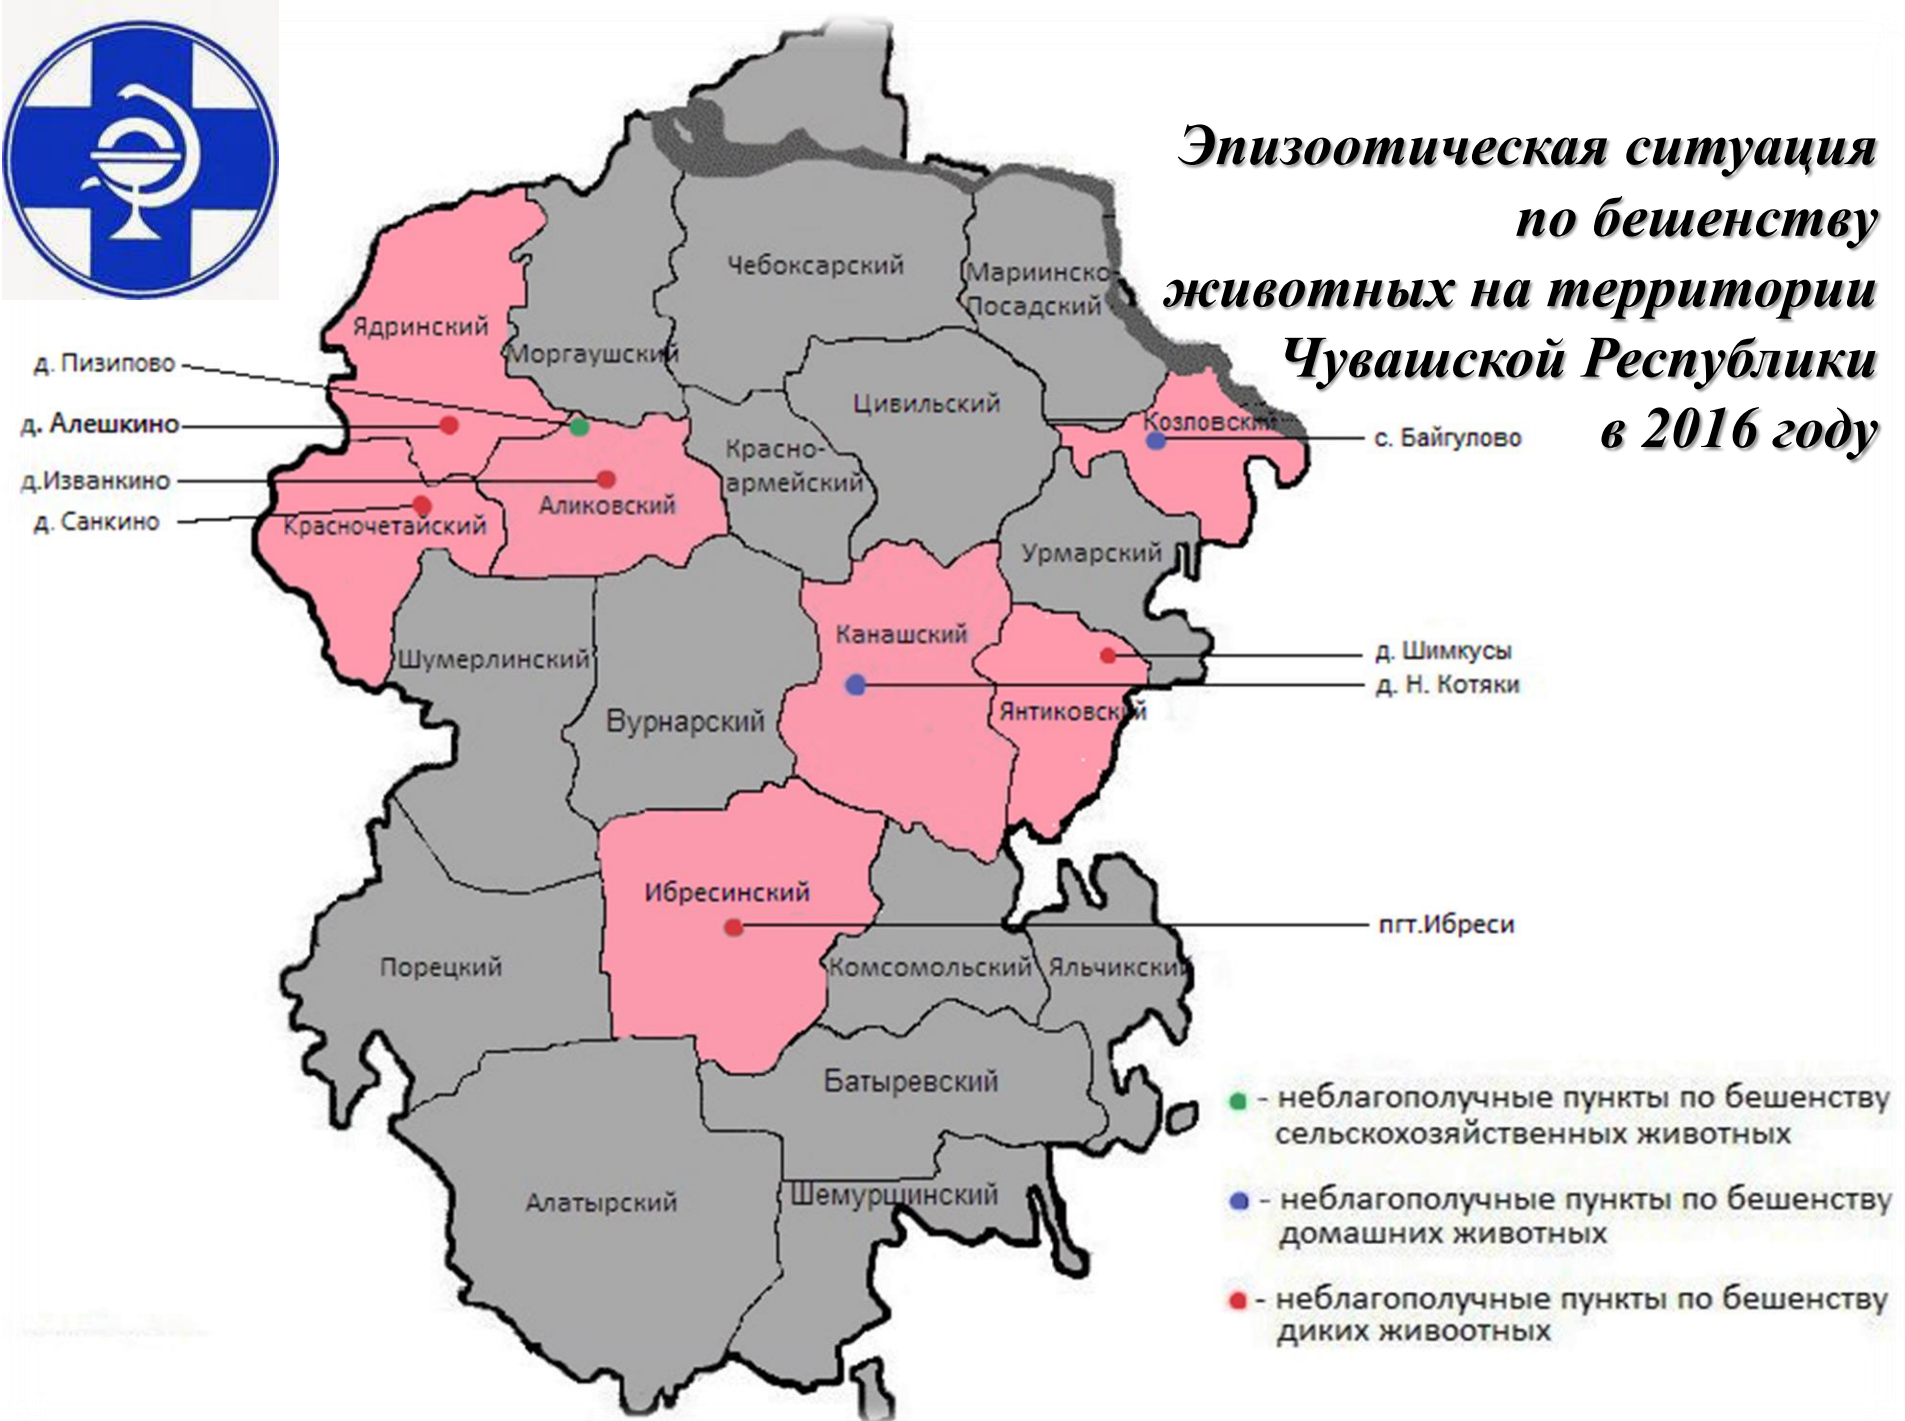 Эпизоотическая ситуация
по бешенству
животных на территории
Чувашской Республики
в 2016 году
Чебоксарский
Мариинско-
Посадский
Ядринский
Моргаушский
д. Пизипово
д. Алешкино
Цивильский
Козловский
с. Байгулово
Красно-
армейский
д.Изванкино
Аликовский
д. Санкино
Красночетайский
Урмарский
Канашский
Шумерлинский
д. Шимкусы
д. Н. Котяки
Янтиковский
Вурнарский
Ибресинский
пгт.Ибреси
Порецкий
Комсомольский
Яльчикский
Батыревский
Алатырский
Шемуршинский
- неблагополучные пункты по бешенству
сельскохозяйственных животных
- неблагополучные пункты по бешенству
домашних животных
- неблагополучные пункты по бешенству
диких живоотных